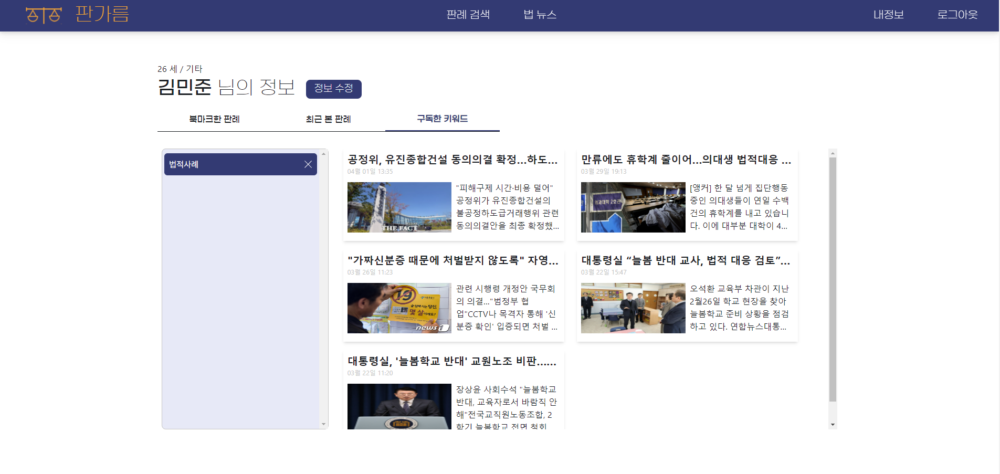 판가름
판례 검색
법 뉴스
내정보
로그아웃
26 세 / 기타
김민준 님의 정보
정보 수정
북마크한 판례
최근 본 판례
구독한 키워드
법적사례
공정위, 유진종합건설 동의의결 확정...하도...
04월 01일 13:35
THE FACT
"피해구제 시간·비용 덜어"
공정위가 유진종합건설의
불공정하도급거래행위 관련
동의의결안을 최종 확정했...
만류에도 휴학계 줄이어...의대생 법적대응 ...
03월 29일 19:13
의과대학 2호관
[앵커] 한 달 넘게 집단행동
중인 의대생들이 연일 수백
건의 휴학계를 내고 있습니
다. 이에 대부분 대학이 4...
"가짜신분증 때문에 처벌받지 않도록" 자영...
03월 26일 11:23
19
몇 살이세요?
news1
관련 시행령 개정안 국무회
의 의결..."범정부 협
업"CCTV나 목격자 통해 '신
분증 확인' 입증되면 처벌 ...
대통령실 “늘봄 반대 교사, 법적 대응 검토”...
03월 22일 15:47
오석환 교육부 차관이 지난
2월26일 학교 현장을 찾아
늘봄학교 준비 상황을 점검
하고 있다. 연합뉴스대통...
대통령실, '늘봄학교 반대' 교원노조 비판......
03월 22일 11:20
장상윤 사회수석 "늘봄학교
반대, 교육자로서 바람직 안
해"전국교직원노동조합, 2
학기 늘봄학교 전면 철회